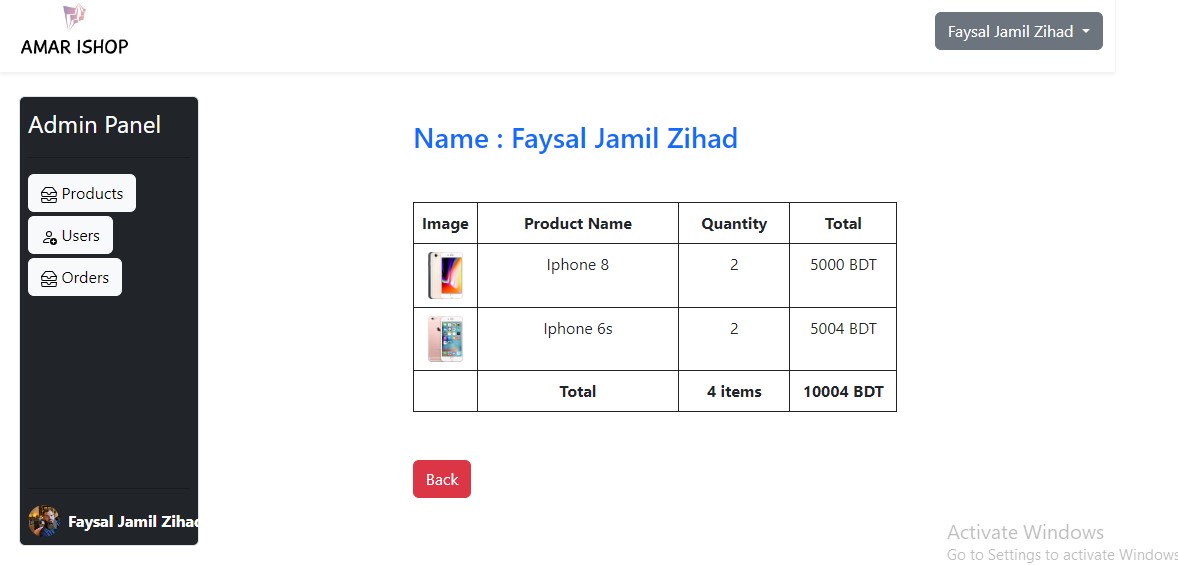 AMAR ISHOP
Faysal Jamil Zihad
Admin Panel
Products
Users
Orders
Faysal Jamil Zihad
Name : Faysal Jamil Zihad
Image Product Name Quantity Total
Iphone 8 2 5000 BDT
Iphone 6s 2 5004 BDT
Total 4 items 10004 BDT
Back
Activate Windows
Go to Settings to activate Windows